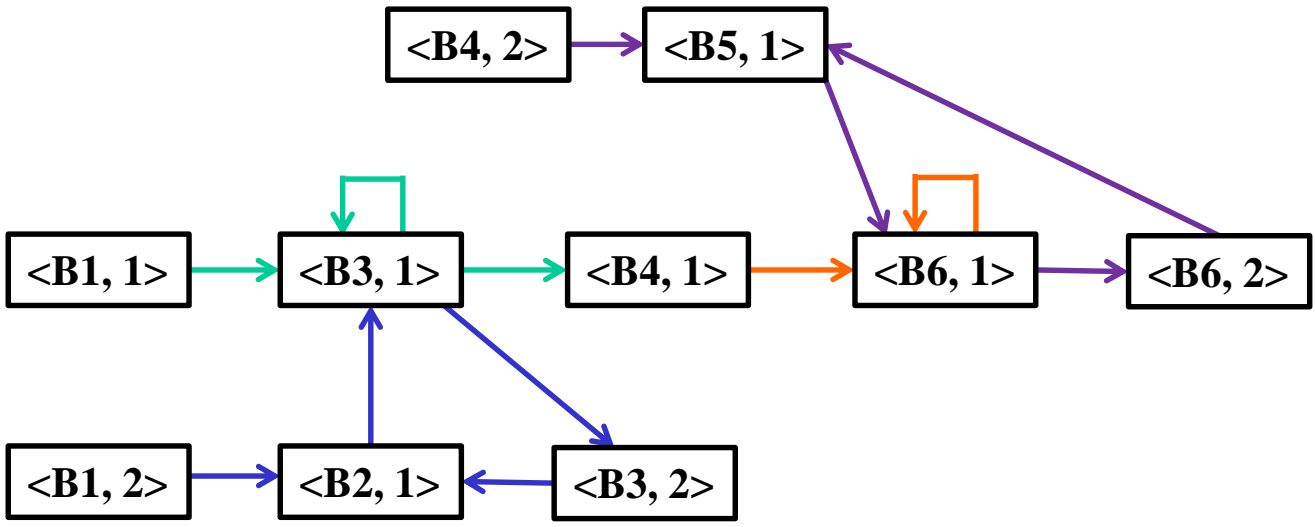 <B4, 2>
<B5, 1>
<B1, 1>
<B3, 1>
<B4, 1>
<B6, 1>
<B6, 2>
<B1, 2>
<B2, 1>
<B3, 2>